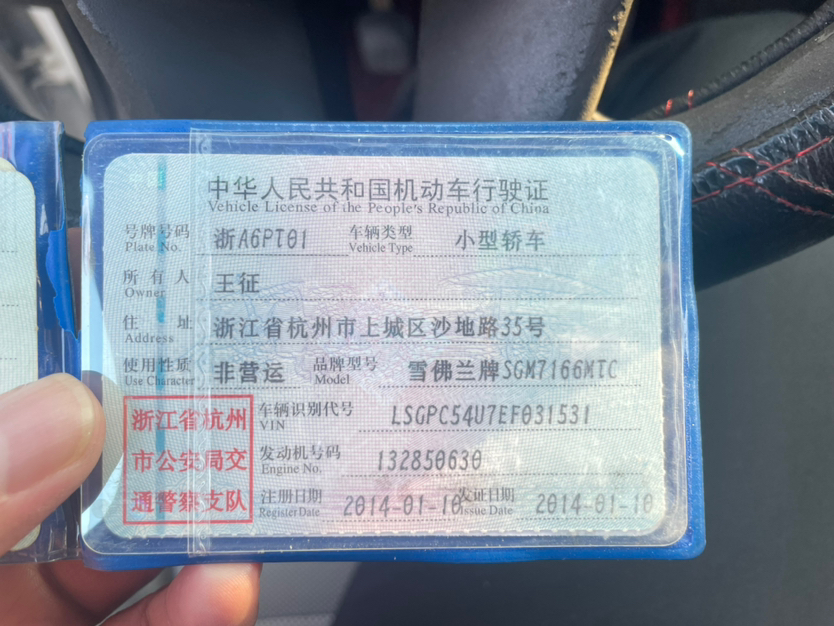 中华人民共和国机动车行驶证
Vehicle License of the People's Republic of China
号牌号码 浙A6PT01 车辆类型 小型轿车
Plate No. Vehicle Type
所有人 王征
Owner
住址 浙江省杭州市上城区沙地路35号
Address
使用性质 非营运 品牌型号 雪佛兰牌SGM7166MTC
Use Character Model
浙江省杭州
市公安局交
通警察支队
车辆识别代号 LSGPC54U7EF031531
VIN
发动机号码 132850630
Engine No.
注册日期 2014-01-10 发证日期 2014-01-10
Register Date Issue Date